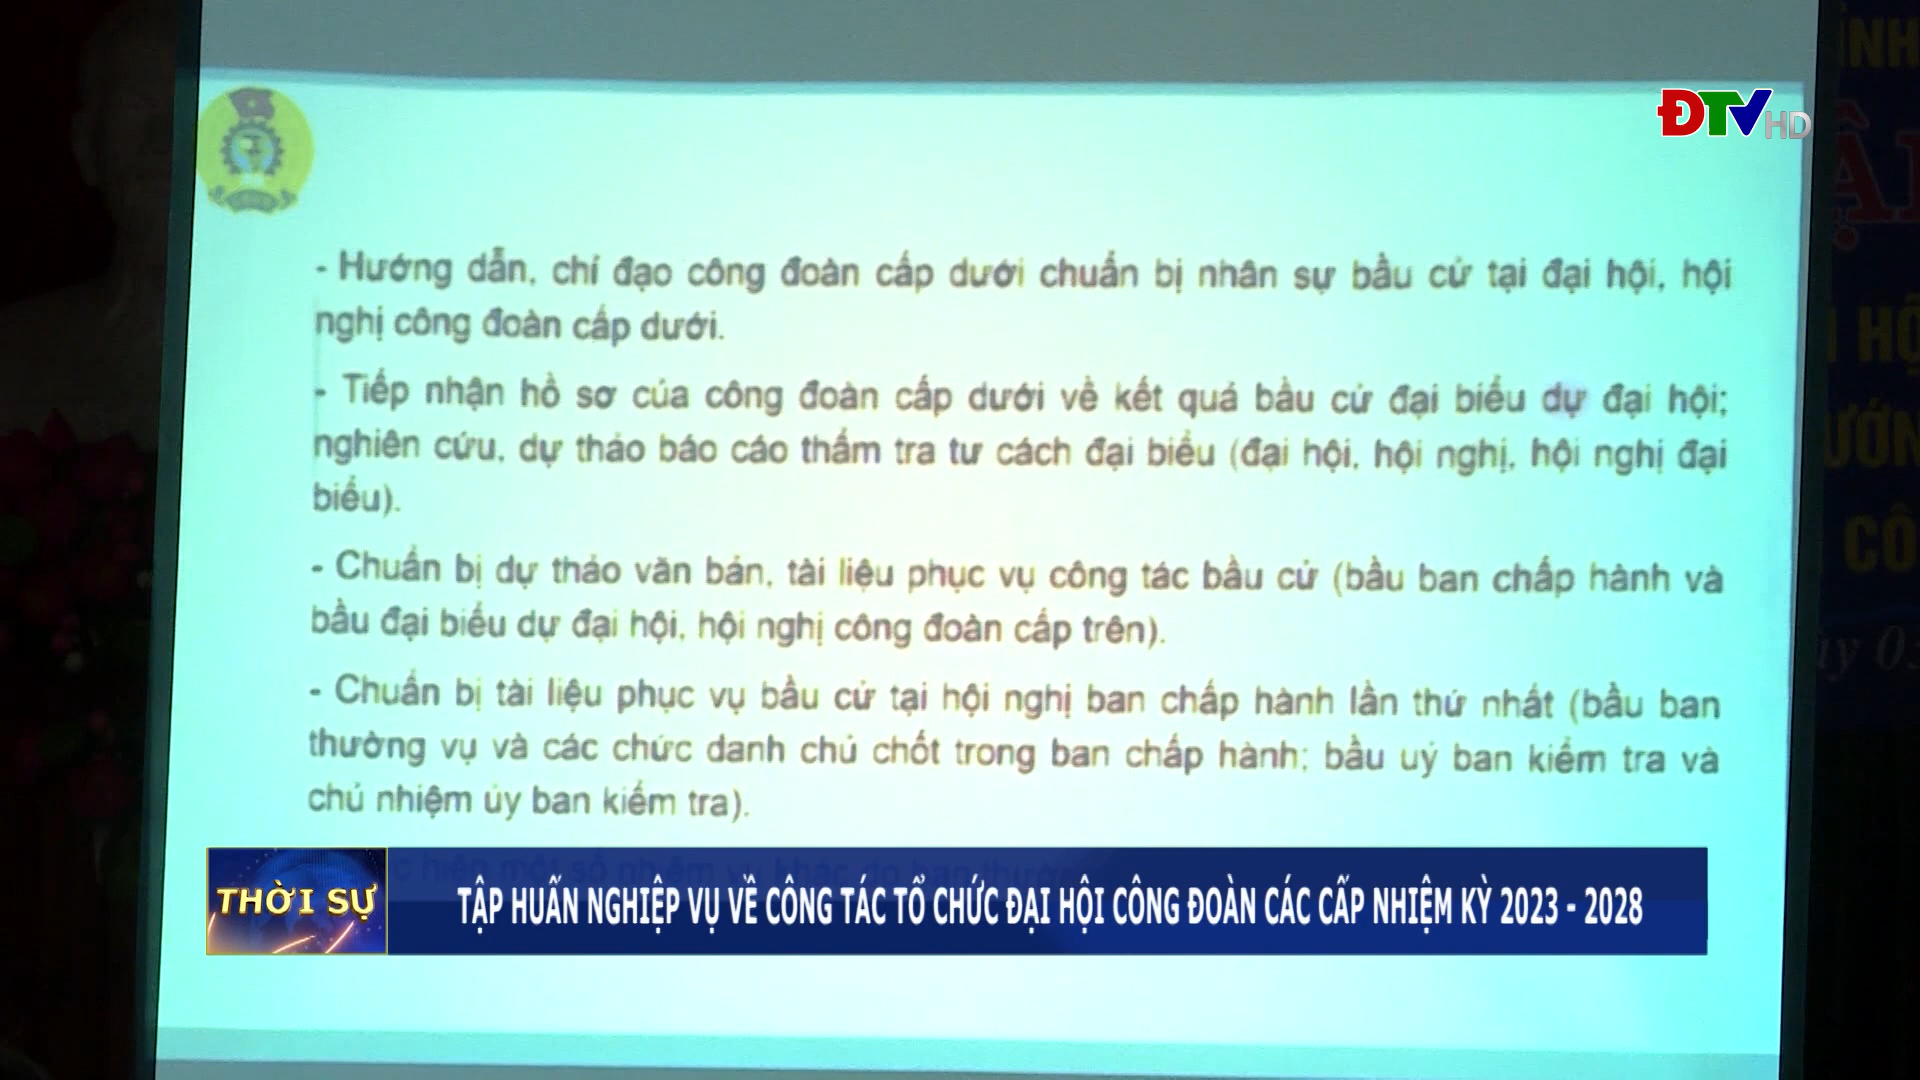 ĐTV HD
- Hướng dẫn, chỉ đạo công đoàn cấp dưới chuẩn bị nhân sự bầu cử tại đại hội, hội
nghị công đoàn cấp dưới.
- Tiếp nhận hồ sơ của công đoàn cấp dưới về kết quả bầu cử đại biểu dự đại hội;
nghiên cứu, dự thảo báo cáo thẩm tra tư cách đại biểu (đại hội, hội nghị, hội nghị đại
biểu).
- Chuẩn bị dự thảo văn bản, tài liệu phục vụ công tác bầu cử (bầu ban chấp hành và
bầu đại biểu dự đại hội, hội nghị công đoàn cấp trên).
- Chuẩn bị tài liệu phục vụ bầu cử tại hội nghị ban chấp hành lần thứ nhất (bầu ban
thường vụ và các chức danh chủ chốt trong ban chấp hành; bầu uỷ ban kiểm tra và
chủ nhiệm ủy ban kiểm tra).
THỜI SỰ
TẬP HUẤN NGHIỆP VỤ VỀ CÔNG TÁC TỔ CHỨC ĐẠI HỘI CÔNG ĐOÀN CÁC CẤP NHIỆM KỲ 2023 - 2028